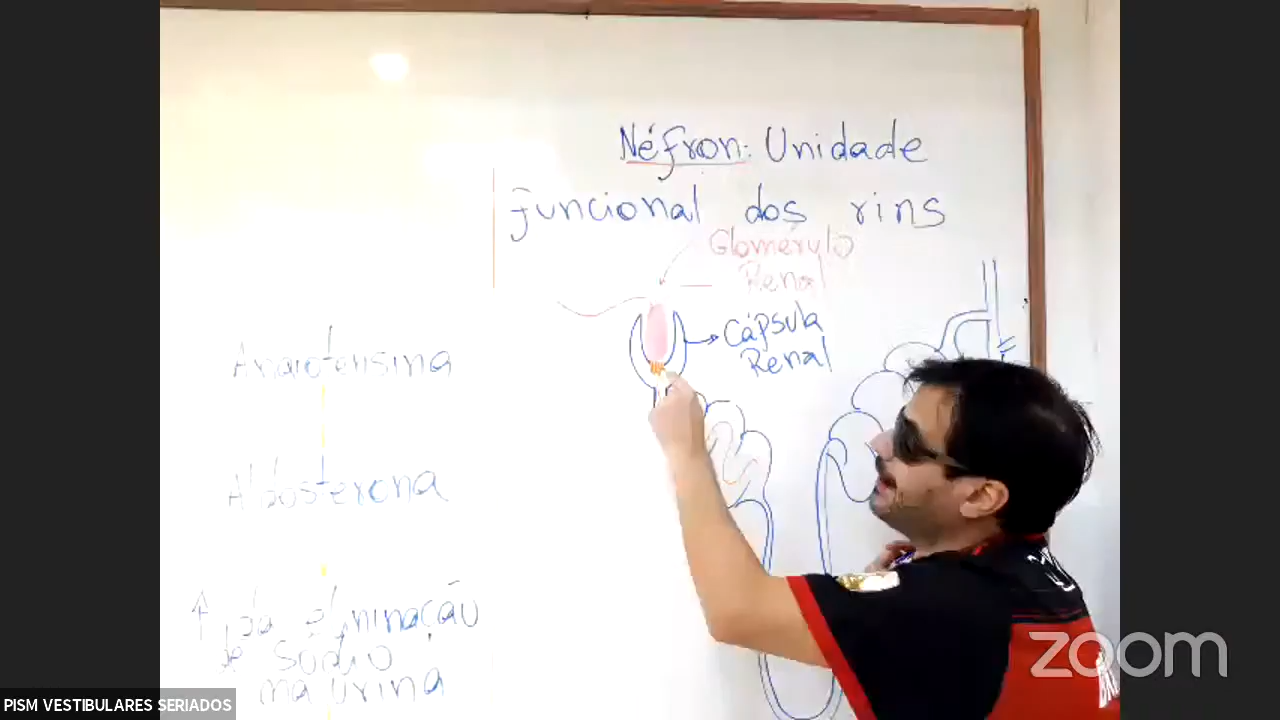 Néfron: Unidade
funcional dos rins
Glomérulo
Renal
Cápsula
Renal
Angiotensina
Aldosterona
↑ da eliminação
de sódio
na urina
zoom
PISM VESTIBULARES SERIADOS